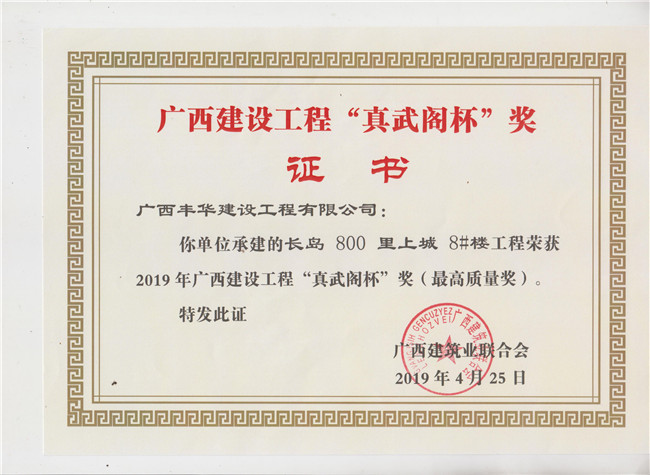 广西建设工程“真武阁杯”奖
证 书
广西丰华建设工程有限公司：
你单位承建的长岛 800 里上城 8#楼工程荣获
2019 年广西建设工程“真武阁杯”奖（最高质量奖）。
特发此证
广西建筑业联合会
2019 年 4 月 25 日